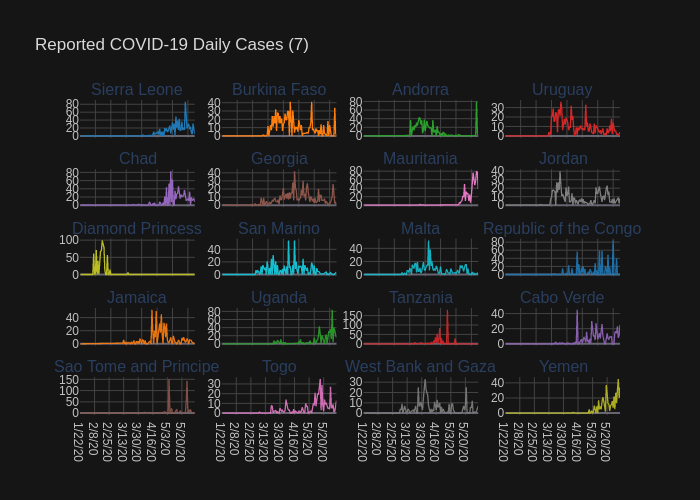 Reported COVID-19 Daily Cases (7)
Sierra Leone Burkina Faso Andorra Uruguay
80 60 40 20 0
40 30 20 10 0
80 60 40 20 0
30 20 10 0
Chad Georgia Mauritania Jordan
80 60 40 20 0
40 30 20 10 0
80 60 40 20 0
40 30 20 10 0
Diamond Princess San Marino Malta Republic of the Congo
100 50 0
40 20 0
40 20 0
80 60 40 20 0
Jamaica Uganda Tanzania Cabo Verde
40 20 0
80 60 40 20 0
150 100 50 0
40 20 0
Sao Tome and Principe Togo West Bank and Gaza Yemen
150 100 50 0
30 20 10 0
30 20 10 0
40 20 0
1/22/20 2/8/20 2/25/20 3/13/20 3/30/20 4/16/20 5/3/20 5/20/20
1/22/20 2/8/20 2/25/20 3/13/20 3/30/20 4/16/20 5/3/20 5/20/20
1/22/20 2/8/20 2/25/20 3/13/20 3/30/20 4/16/20 5/3/20 5/20/20
1/22/20 2/8/20 2/25/20 3/13/20 3/30/20 4/16/20 5/3/20 5/20/20